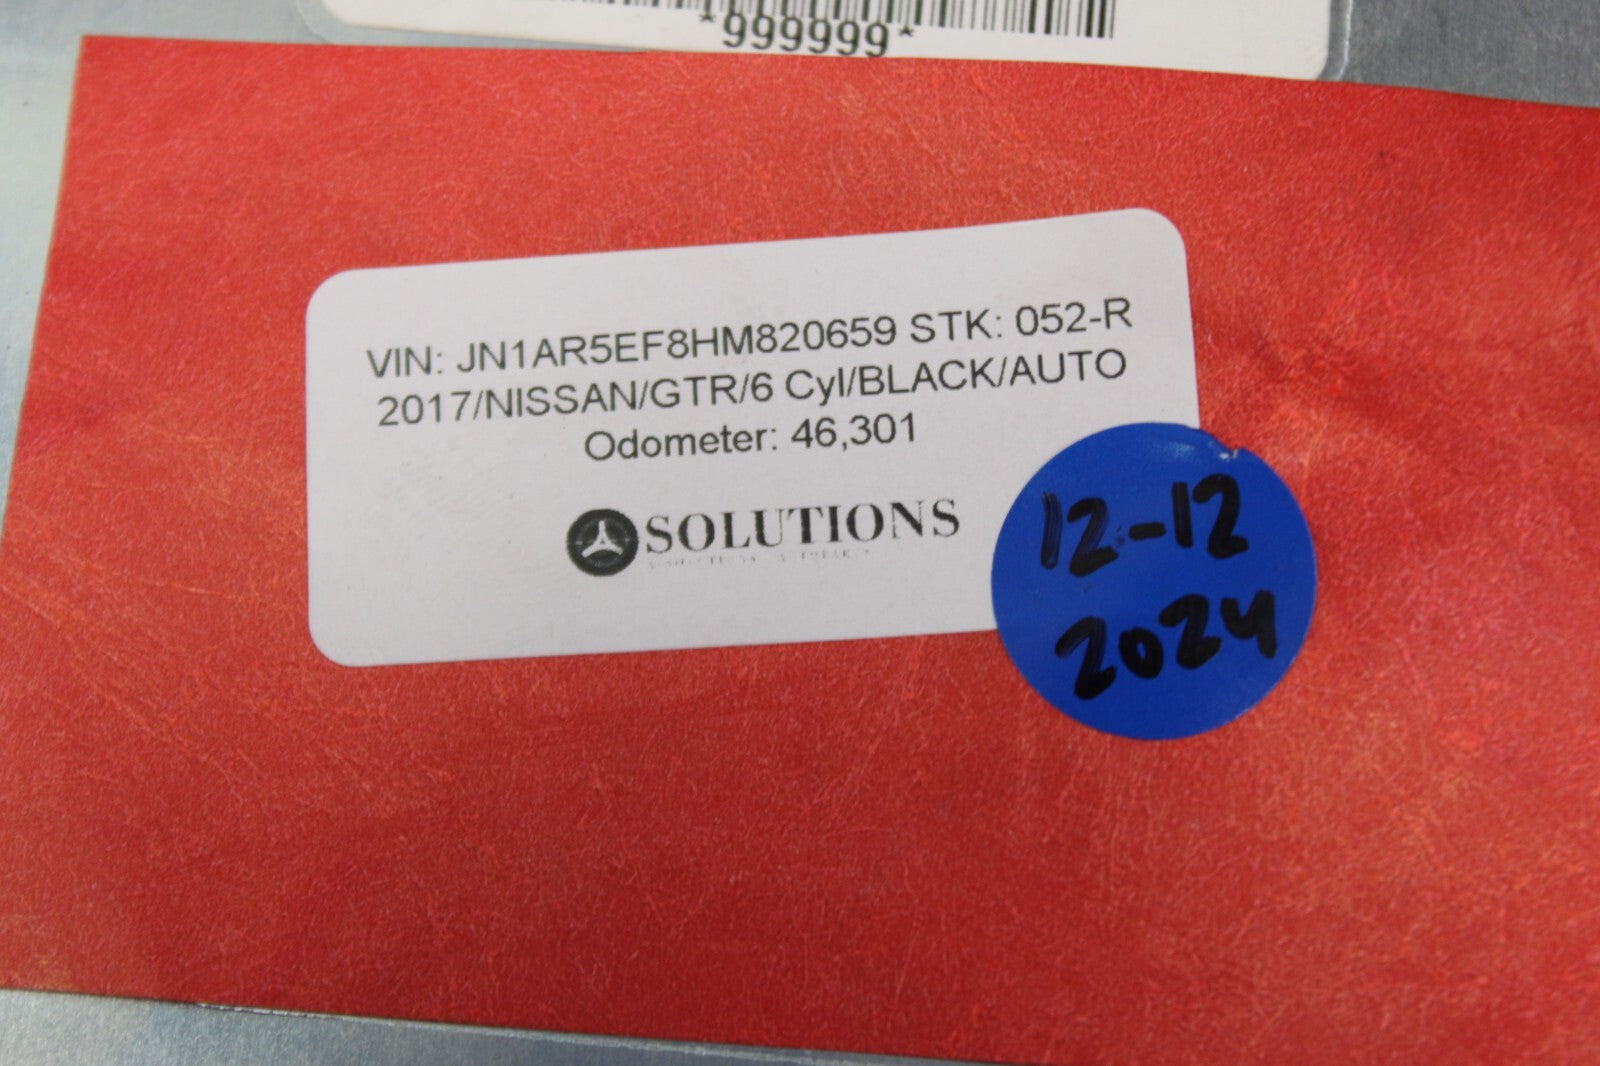 *999999*
VIN: JN1AR5EF8HM820659 STK: 052-R
2017/NISSAN/GTR/6 Cyl/BLACK/AUTO
Odometer: 46,301
SOLUTIONS
12-12
2024